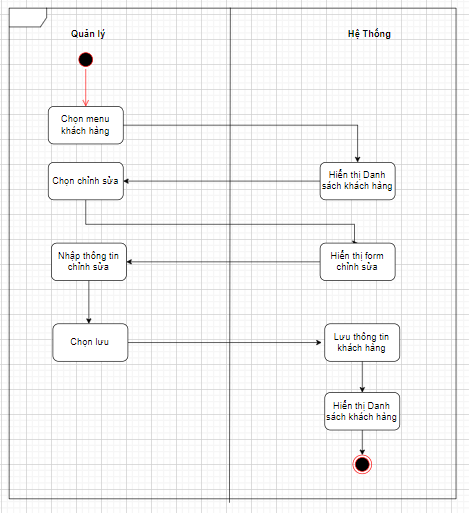 Quản lý
Hệ Thống
Chọn menu
khách hàng
Hiển thị Danh
sách khách hàng
Chọn chỉnh sửa
Nhập thông tin
chỉnh sửa
Hiển thị form
chỉnh sửa
Chọn lưu
Lưu thông tin
khách hàng
Hiển thị Danh
sách khách hàng